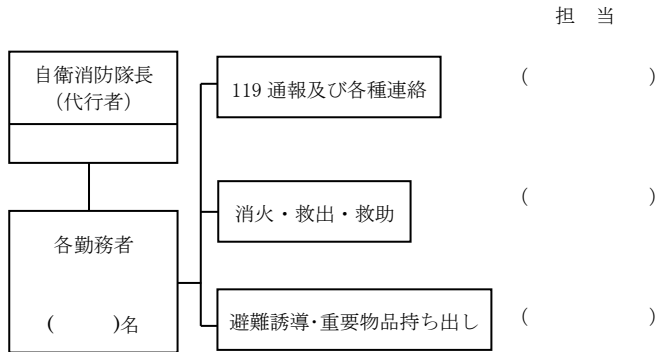 担　当
自衛消防隊長
（代行者）
119 通報及び各種連絡
（　　　　　）
消火・救出・救助
（　　　　　）
各勤務者
(　　　)名
避難誘導･重要物品持ち出し
（　　　　　）